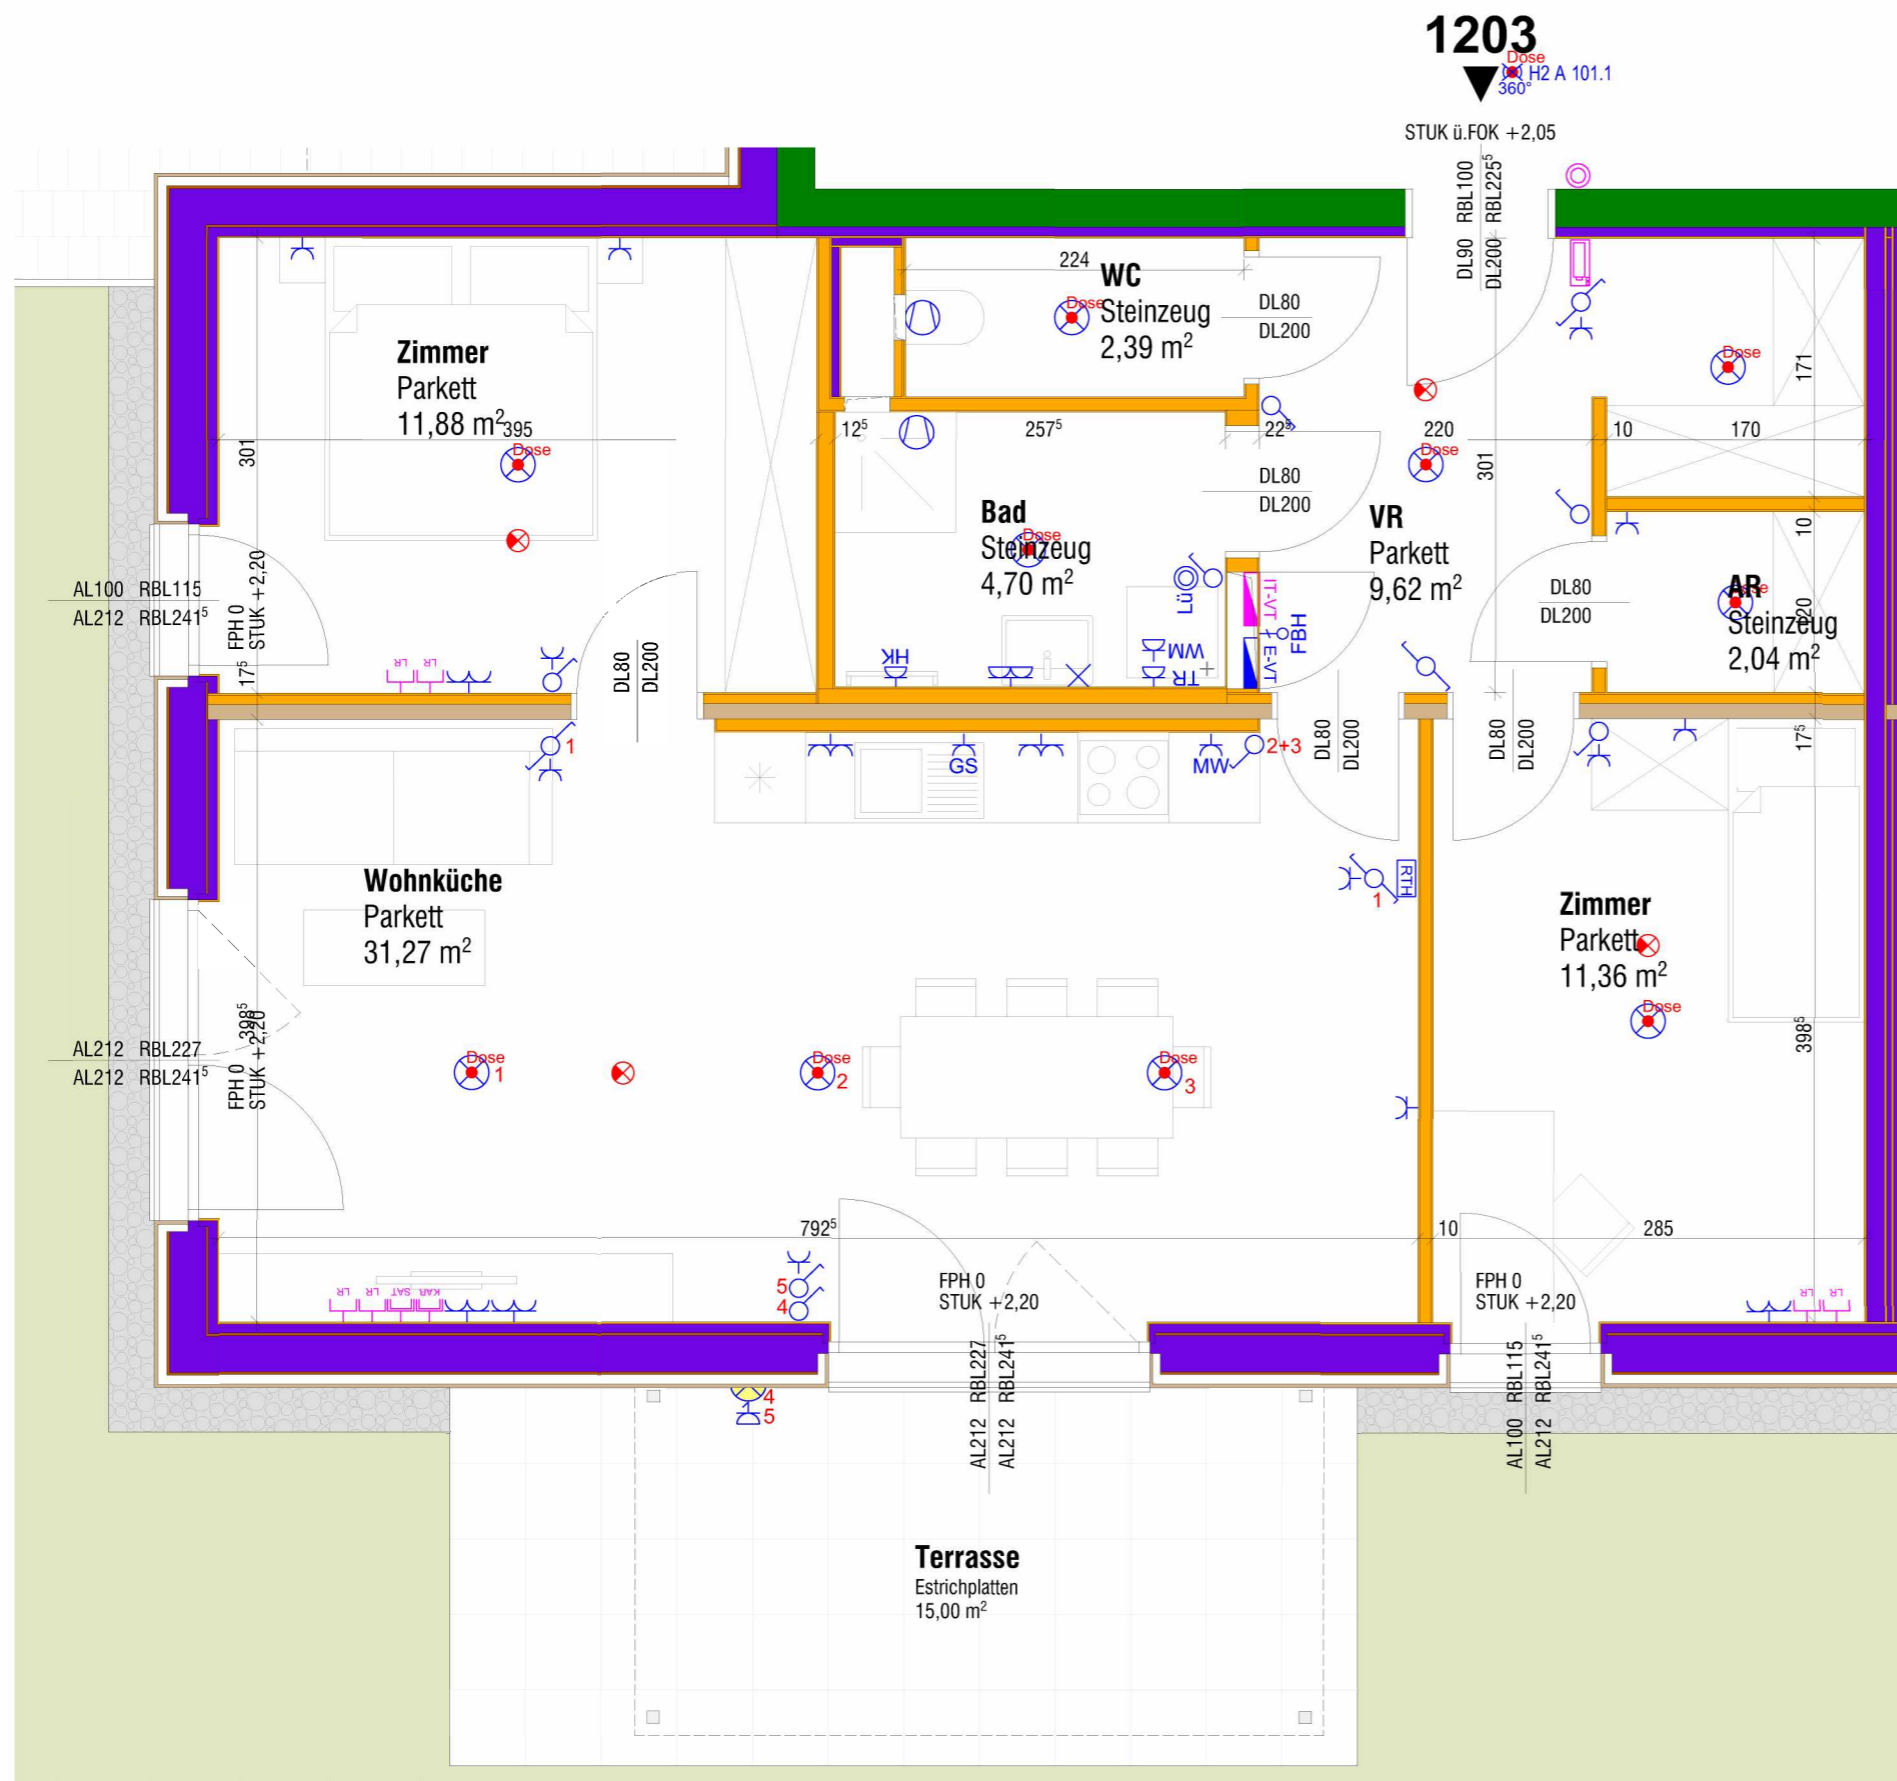 1203
Dose
H2 A 101.1
360°
STUK ü.FOK +2,05
DL90 RBL100
DL200 RBL225⁵
224
WC
Dose
Steinzeug
2,39 m²
DL80
DL200
Zimmer
Parkett
11,88 m²
395
Dose
301
12⁵
257⁵
22⁵
220
10
170
Dose
171
Dose
301
DL80
DL200
Bad
Dose
Steinzeug
4,70 m²
VR
Parkett
9,62 m²
10
DL80
DL200
AR
Dose
Steinzeug
2,04 m²
120
AL100 RBL115
AL212 RBL241⁵
FPH 0
STUK +2,20
17⁵
LR
LR
DL80
DL200
HK
Lü
WM
TR
IT-VT
E-VT
FBH
1
GS
MW
2+3
DL80
DL200
DL80
DL200
17⁵
Wohnküche
Parkett
31,27 m²
RTH
1
Zimmer
Parkett
11,36 m²
Dose
398⁵
AL212 RBL227
AL212 RBL241⁵
FPH 0
STUK +2,20
398⁵
Dose
1
Dose
2
Dose
3
792⁵
10
285
LR
LR
SAT
KAB
5
4
FPH 0
STUK +2,20
FPH 0
STUK +2,20
LR
LR
4
5
AL212 RBL227
AL212 RBL241⁵
AL100 RBL115
AL212 RBL241⁵
Terrasse
Estrichplatten
15,00 m²